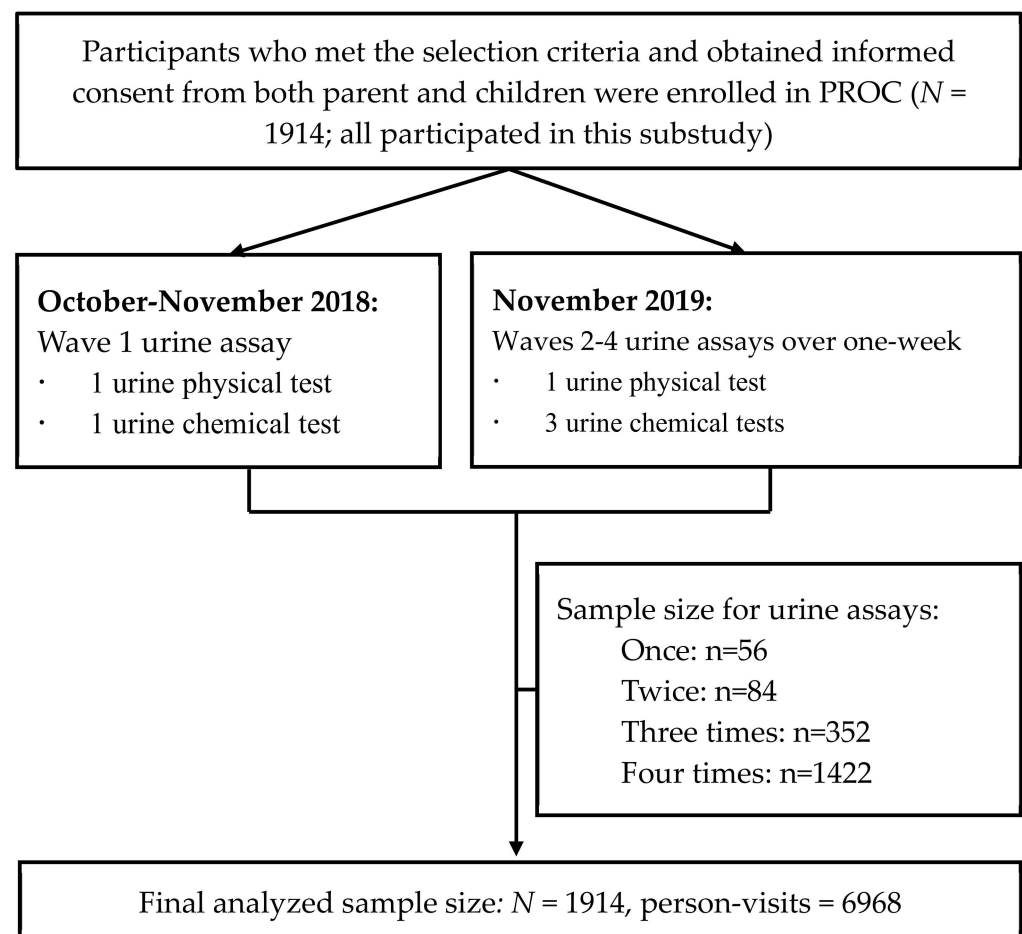 Participants who met the selection criteria and obtained informed
consent from both parent and children were enrolled in PROC (N =
1914; all participated in this substudy)
October-November 2018:
Wave 1 urine assay
· 1 urine physical test
· 1 urine chemical test
November 2019:
Waves 2-4 urine assays over one-week
· 1 urine physical test
· 3 urine chemical tests
Sample size for urine assays:
Once: n=56
Twice: n=84
Three times: n=352
Four times: n=1422
Final analyzed sample size: N = 1914, person-visits = 6968